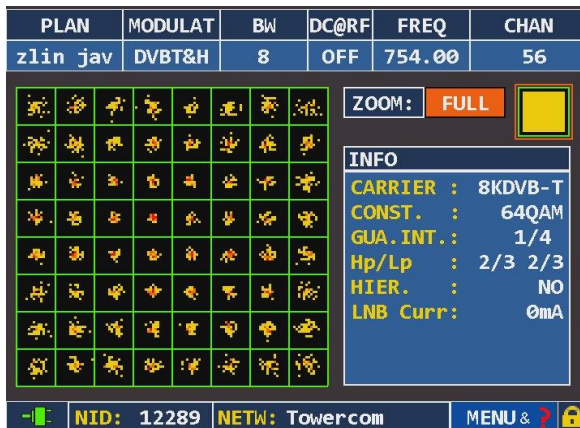 PLAN MODULAT BW DC@RF FREQ CHAN
zlin jav DVBT&H 8 OFF 754.00 56
ZOOM: FULL
INFO
CARRIER : 8KDVB-T
CONST. : 64QAM
GUA.INT.: 1/4
Hp/Lp : 2/3 2/3
HIER. : NO
LNB Curr: 0mA
NID: 12289 NETW: Towercom MENU & ?